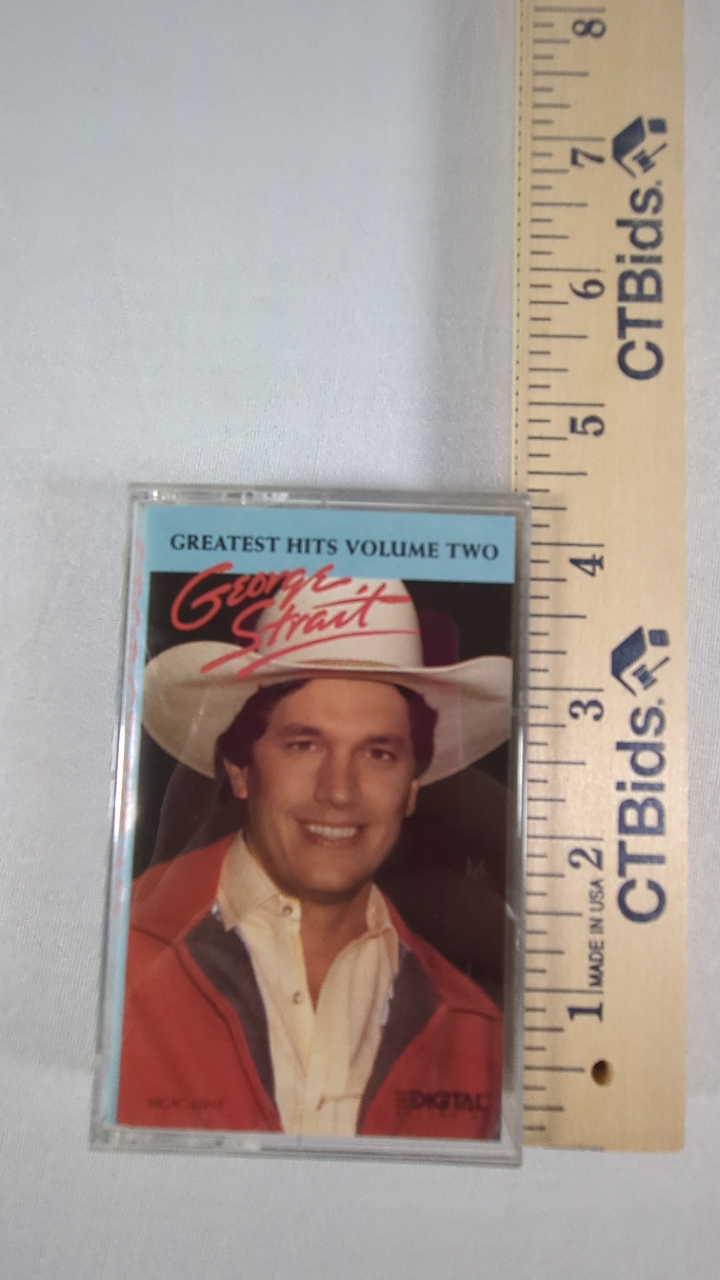 GREATEST HITS VOLUME TWO
George
Strait
DIGITAL
8
7
6
5
4
3
2
1
CTBids.
CTBids.
MADE IN USA